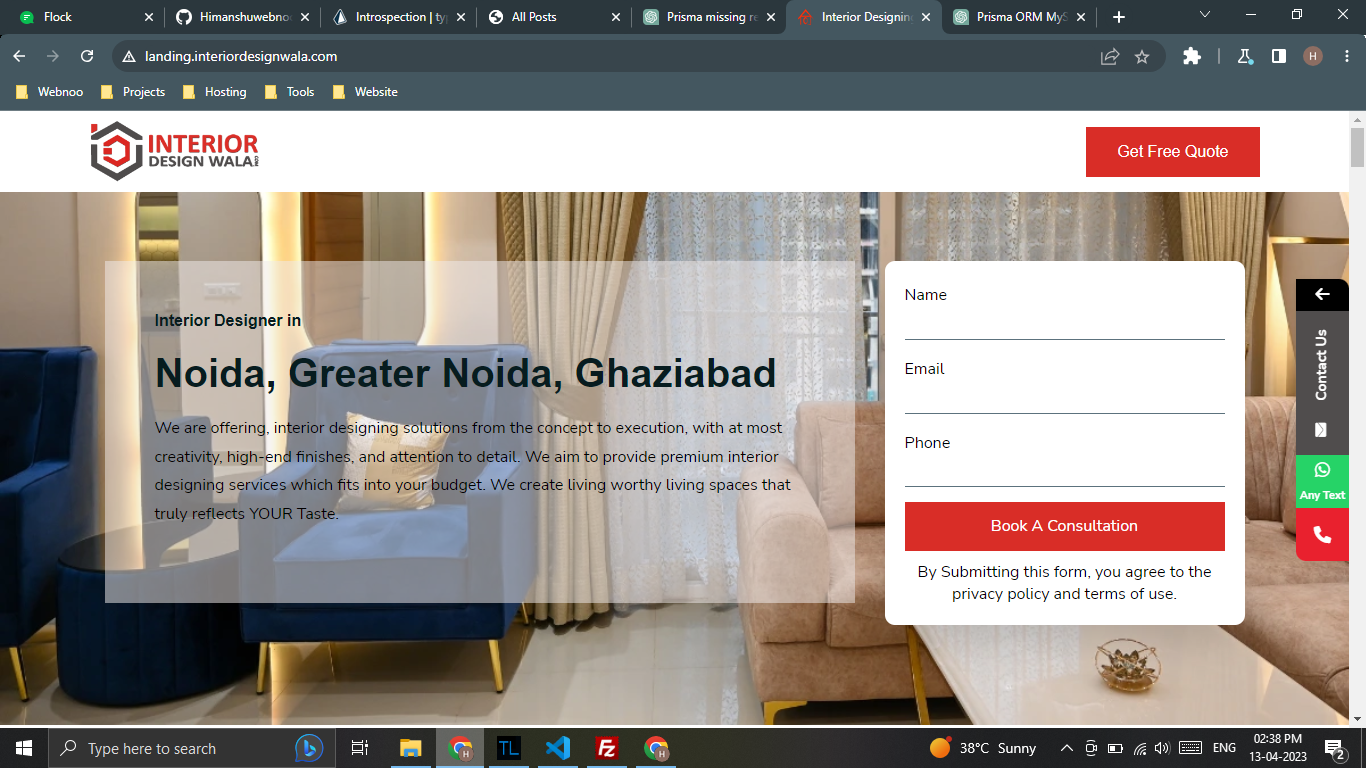 Flock
Himanshuwebno
Introspection | ty
All Posts
Prisma missing re
Interior Designing
Prisma ORM MyS
landing.interiordesignwala.com
H
Webnoo
Projects
Hosting
Tools
Website
INTERIOR
DESIGN WALA
Get Free Quote
Interior Designer in
Noida, Greater Noida, Ghaziabad
We are offering, interior designing solutions from the concept to execution, with at most
creativity, high-end finishes, and attention to detail. We aim to provide premium interior
designing services which fits into your budget. We create living worthy living spaces that
truly reflects YOUR Taste.
Name
Email
Phone
Book A Consultation
By Submitting this form, you agree to the
privacy policy and terms of use.
Contact Us
Any Text
Type here to search
H
TL
Fz
H
38°C Sunny
ENG
02:38 PM
13-04-2023
2